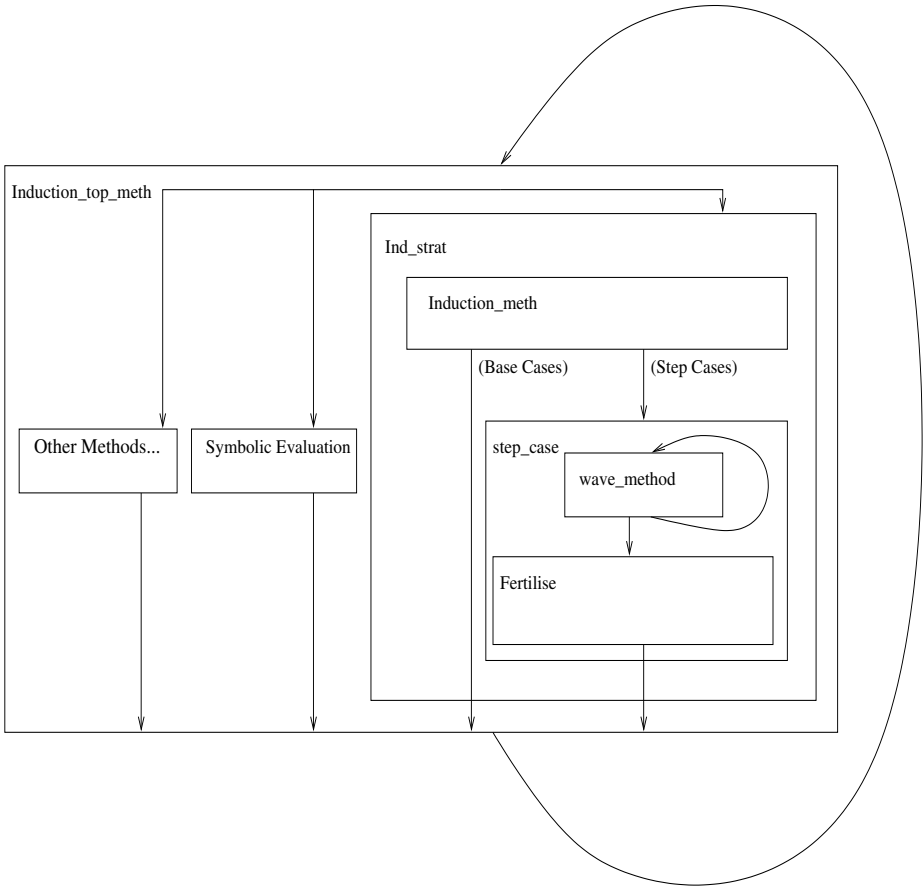 Induction_top_meth
Ind_strat
Induction_meth
(Base Cases)
(Step Cases)
Other Methods...
Symbolic Evaluation
step_case
wave_method
Fertilise